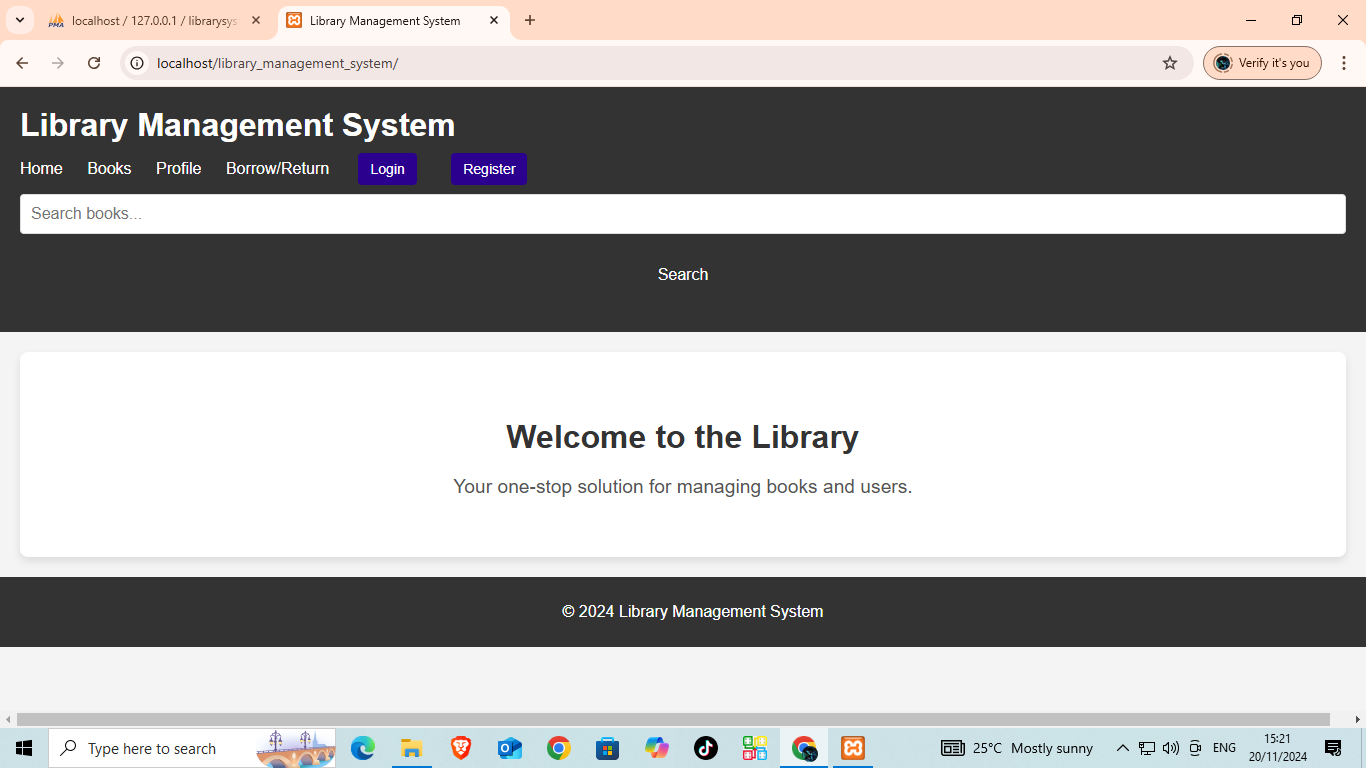 localhost / 127.0.0.1 / librarysys
Library Management System
localhost/library_management_system/
Verify it's you
Library Management System
Home Books Profile Borrow/Return Login Register
Search books...
Search
Welcome to the Library
Your one-stop solution for managing books and users.
© 2024 Library Management System
Type here to search
25°C Mostly sunny
ENG
15:21
20/11/2024